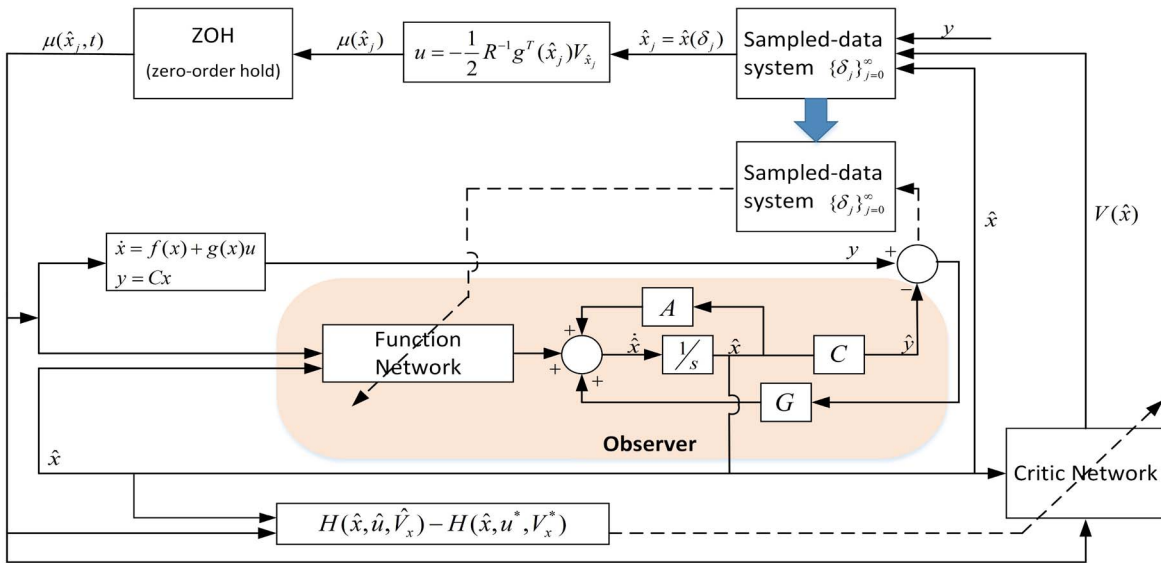 μ(x̂_j, t)
ZOH
(zero-order hold)
μ(x̂_j)
u = −1/2 R⁻¹g^T(x̂_j)V_x̂_j
x̂_j = x̂(δ_j)
Sampled-data
system {δ_j}_{j=0}^∞
y
Sampled-data
system {δ_j}_{j=0}^∞
x̂
V(x̂)
ẋ = f(x) + g(x)u
y = Cx
y
+
−
Function
Network
+
+
+
A
x̂̇
1/s
x̂
C
ŷ
G
Observer
x̂
Critic Network
H(x̂, û, V̂_x) − H(x̂, u*, V_x*)